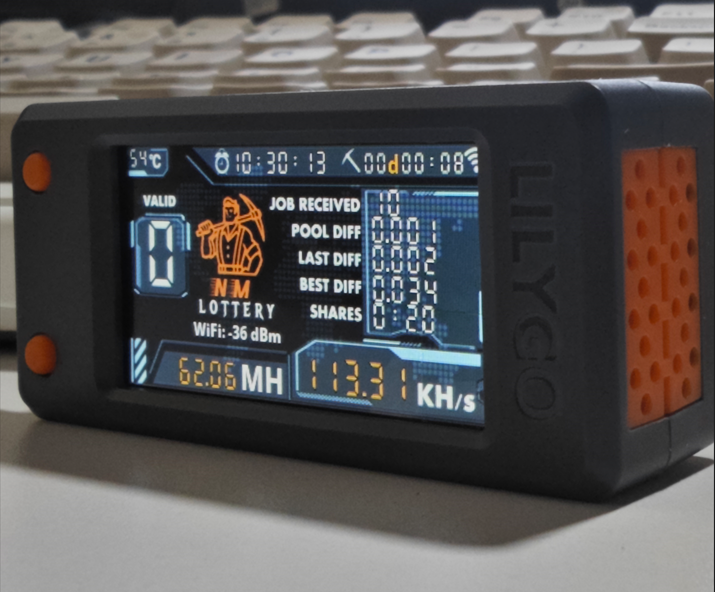 54°C
10:30:13
00d00:08
VALID
0
NM
LOTTERY
WiFi: -36 dBm
JOB RECEIVED 10
POOL DIFF 0.001
LAST DIFF 0.002
BEST DIFF 0.034
SHARES 0:20
62.06 MH
113.31 KH/s
LILYGO